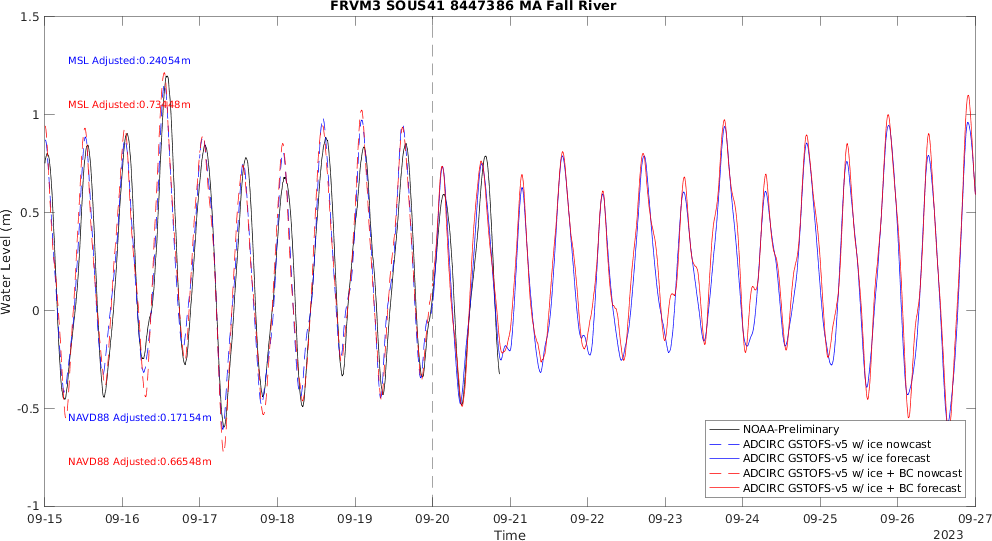 FRVM3 SOUS41 8447386 MA Fall River
Water Level (m)
1.5
1
0.5
0
-0.5
-1
MSL Adjusted:0.24054m
MSL Adjusted:0.73448m
NAVD88 Adjusted:0.17154m
NAVD88 Adjusted:0.66548m
NOAA-Preliminary
ADCIRC GSTOFS-v5 w/ ice nowcast
ADCIRC GSTOFS-v5 w/ ice forecast
ADCIRC GSTOFS-v5 w/ ice + BC nowcast
ADCIRC GSTOFS-v5 w/ ice + BC forecast
09-15 09-16 09-17 09-18 09-19 09-20 09-21 09-22 09-23 09-24 09-25 09-26 09-27
Time
2023